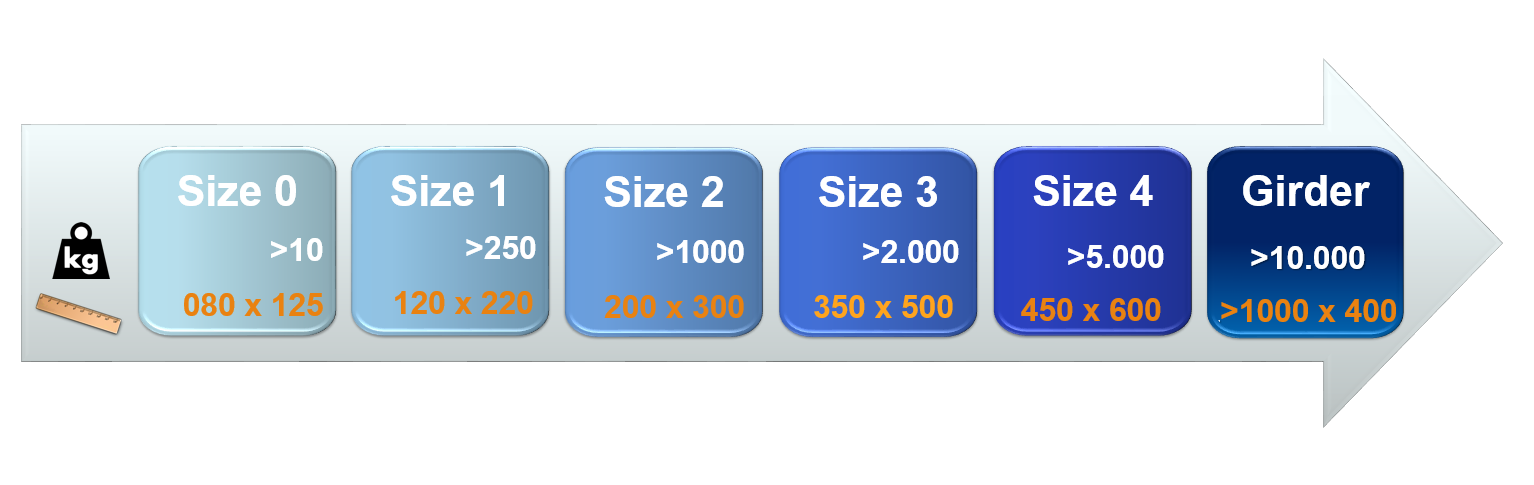 Size 0
>10
080 x 125
Size 1
>250
120 x 220
Size 2
>1000
200 x 300
Size 3
>2.000
350 x 500
Size 4
>5.000
450 x 600
Girder
>10.000
>1000 x 400
kg